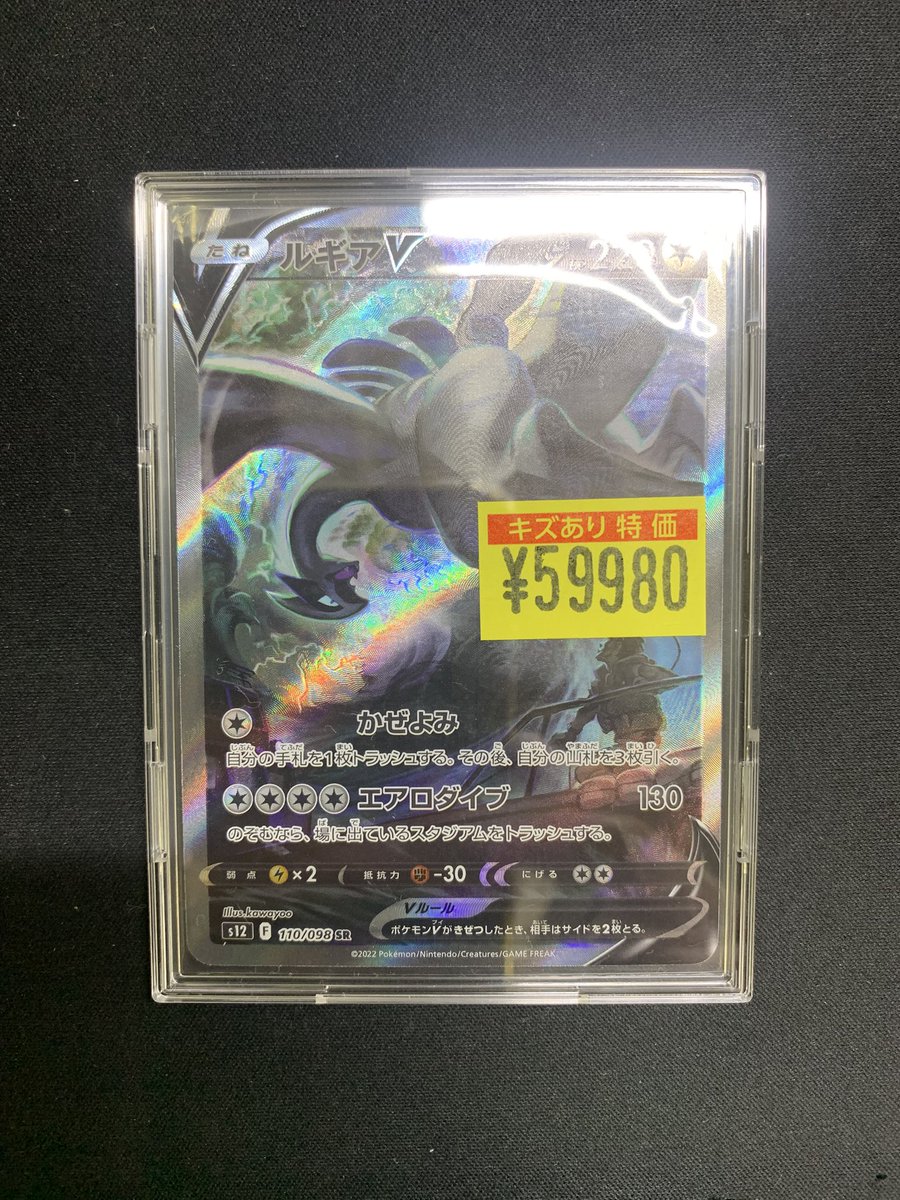 たね ルギアV
キズあり 特価
¥59980
かぜよみ
自分の手札を1枚トラッシュする。その後、自分の山札を3枚引く。
エアロダイブ 130
のぞむなら、場に出ているスタジアムをトラッシュする。
弱点 ×2 抵抗力 -30 にげる
Illus.kawayoo
Vルール
s12 F 110/098 SR
ポケモンVがきぜつしたとき、相手はサイドを2枚とる。
©2022 Pokémon/Nintendo/Creatures/GAME FREAK